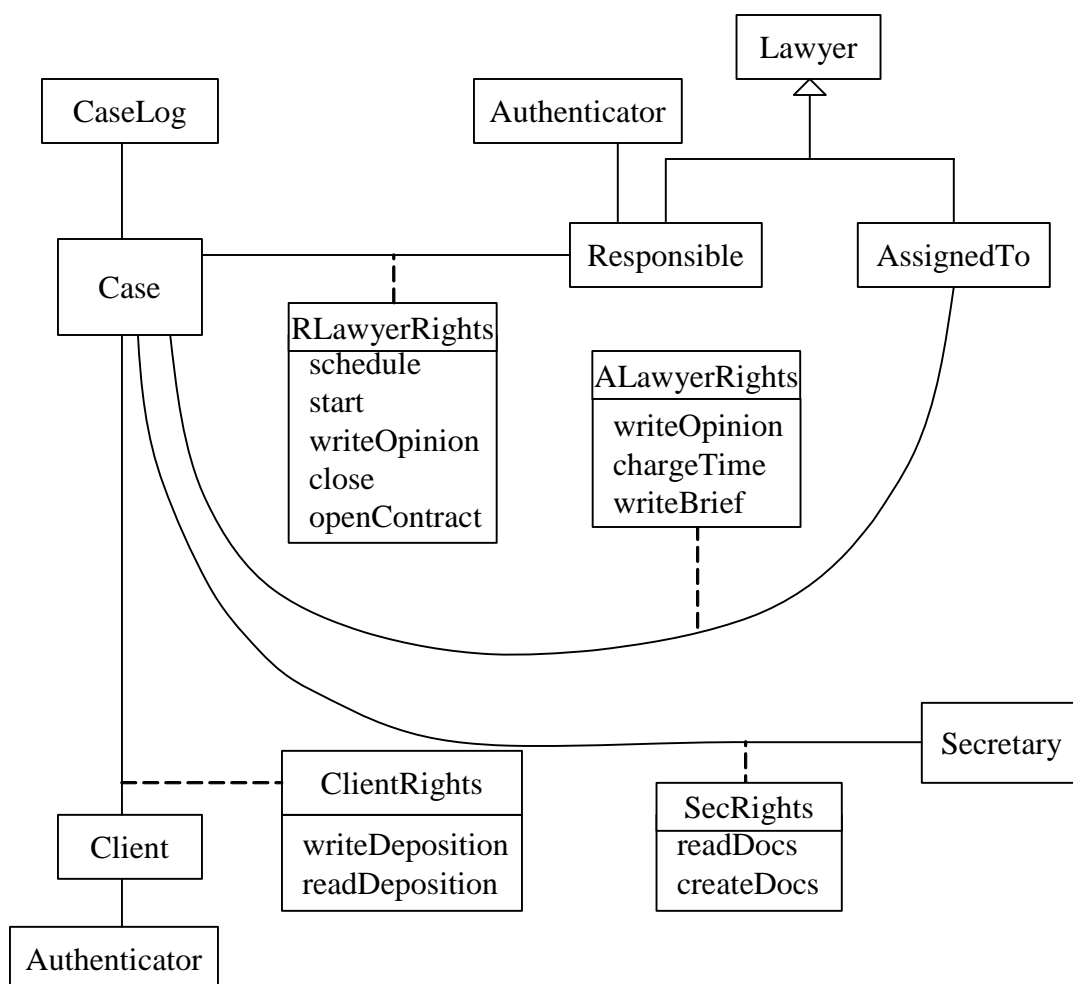 Lawyer
CaseLog
Authenticator
Case
Responsible
AssignedTo
RLawyerRights
schedule
start
writeOpinion
close
openContract
ALawyerRights
writeOpinion
chargeTime
writeBrief
Secretary
ClientRights
writeDeposition
readDeposition
SecRights
readDocs
createDocs
Client
Authenticator